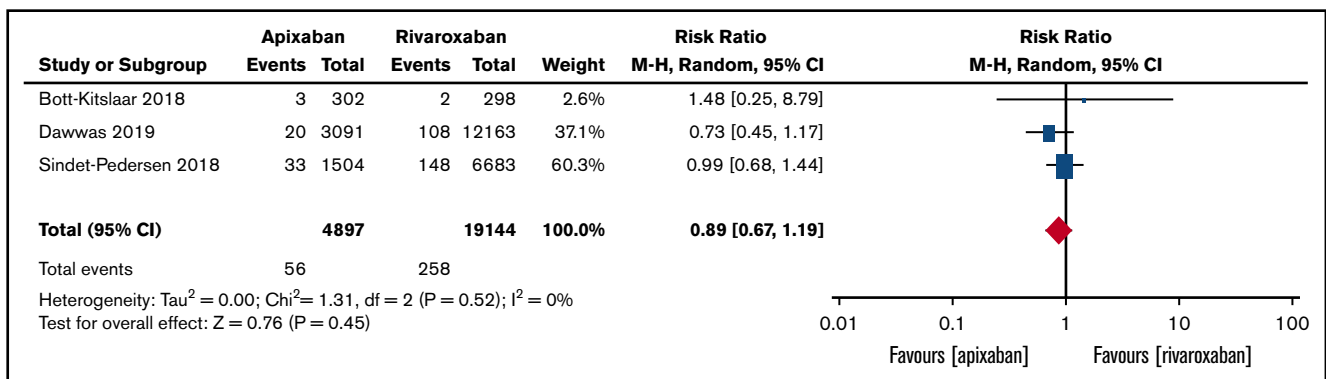 Apixaban Rivaroxaban Risk Ratio Risk Ratio
Study or Subgroup Events Total Events Total Weight M-H, Random, 95% CI M-H, Random, 95% CI
Bott-Kitslaar 2018 3 302 2 298 2.6% 1.48 [0.25, 8.79]
Dawwas 2019 20 3091 108 12163 37.1% 0.73 [0.45, 1.17]
Sindet-Pedersen 2018 33 1504 148 6683 60.3% 0.99 [0.68, 1.44]
Total (95% CI) 4897 19144 100.0% 0.89 [0.67, 1.19]
Total events 56 258
Heterogeneity: Tau² = 0.00; Chi²= 1.31, df = 2 (P = 0.52); I² = 0%
Test for overall effect: Z = 0.76 (P = 0.45)
0.01 0.1 1 10 100
Favours [apixaban] Favours [rivaroxaban]